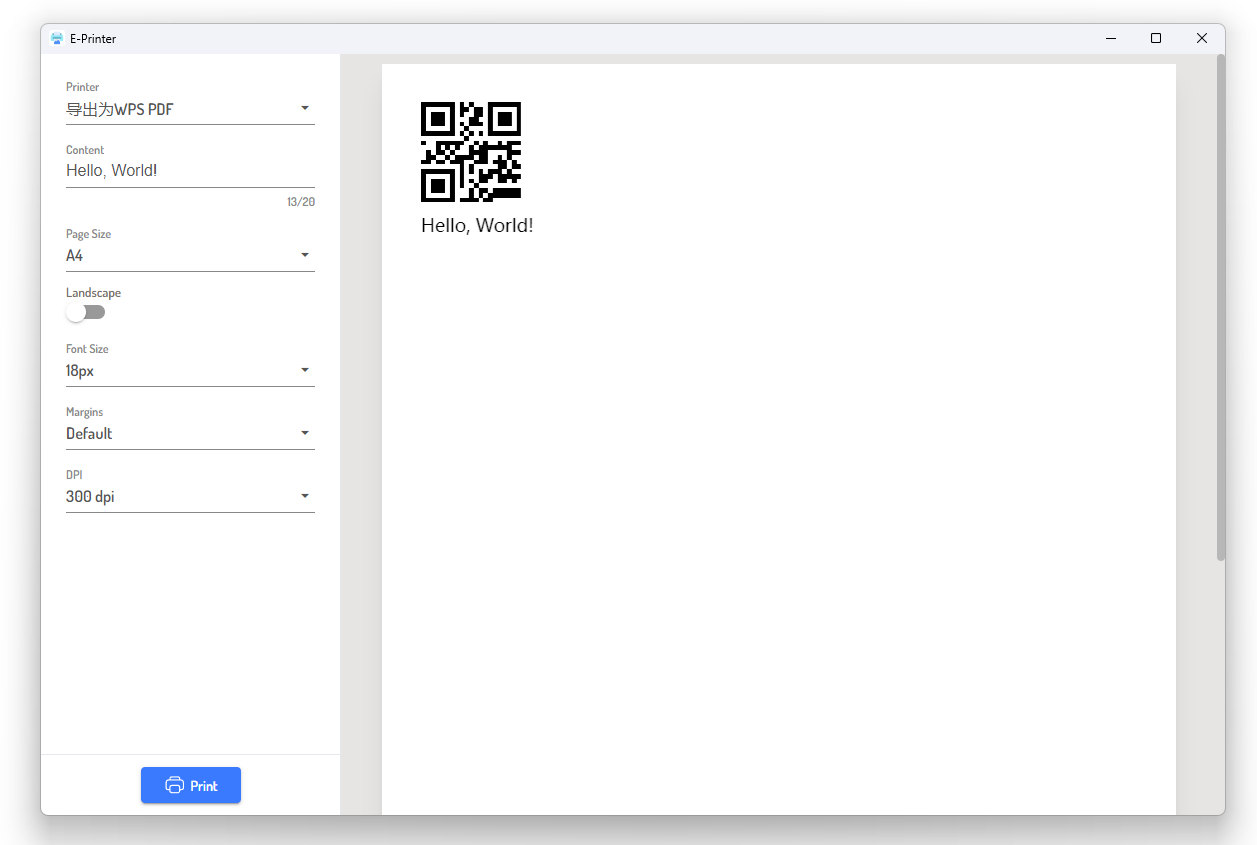 E-Printer
Printer
导出为WPS PDF
Content
Hello, World!
13/20
Page Size
A4
Landscape
Font Size
18px
Margins
Default
DPI
300 dpi
Print
Hello, World!